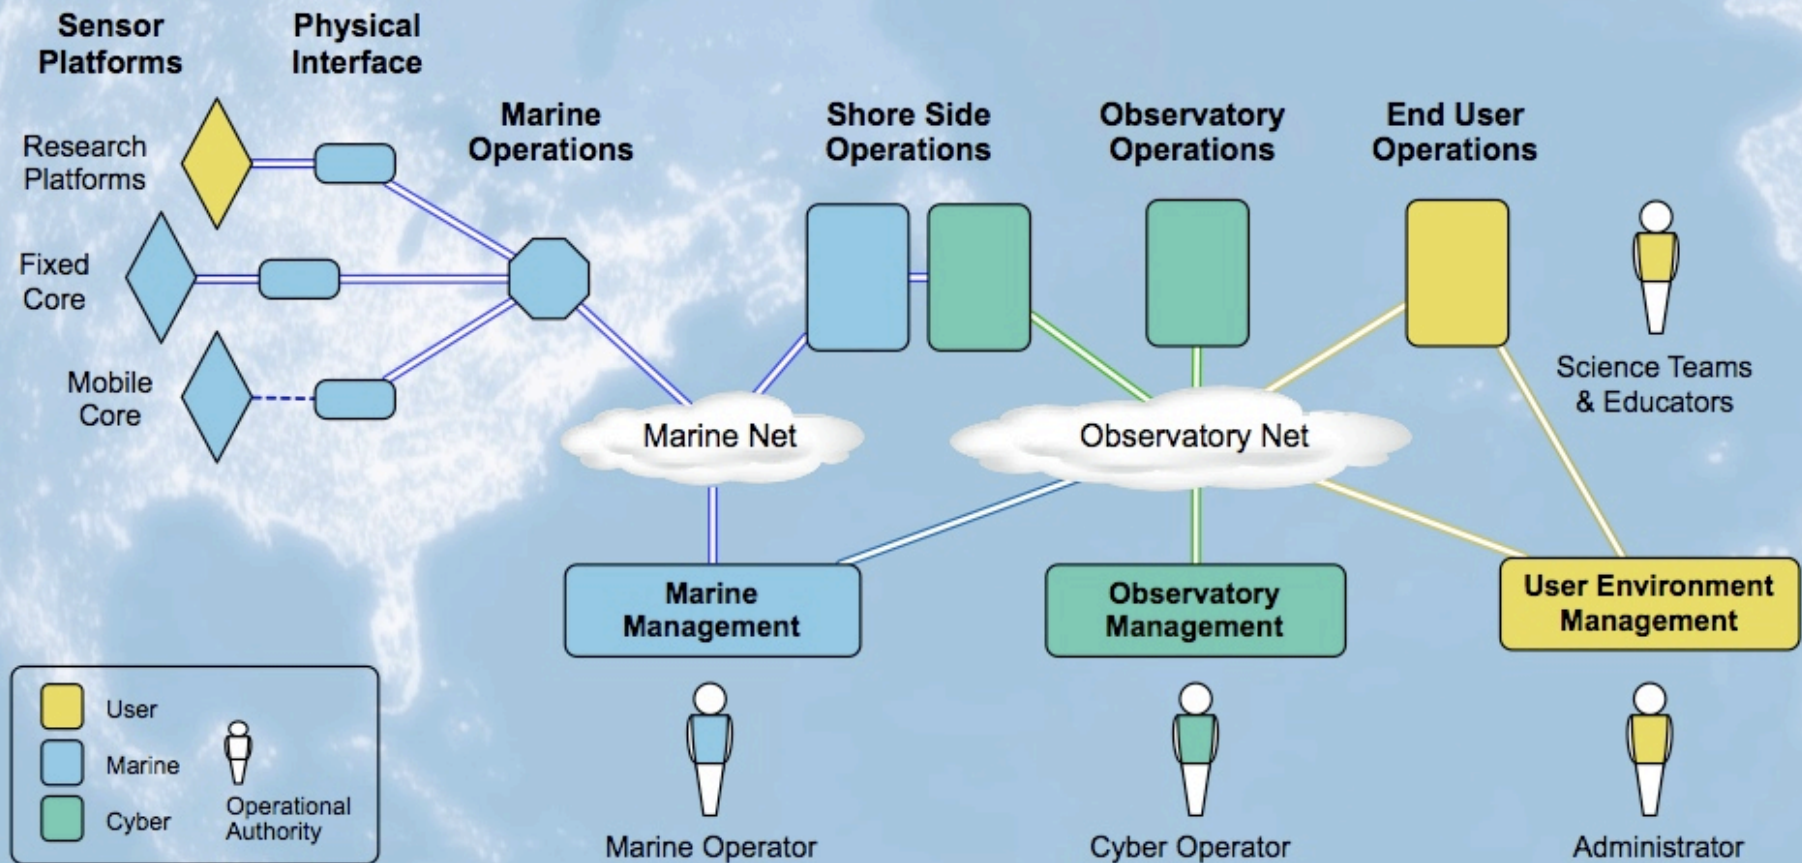 Sensor
Platforms
Physical
Interface
Marine
Operations
Shore Side
Operations
Observatory
Operations
End User
Operations
Research
Platforms
Fixed
Core
Mobile
Core
Science Teams
& Educators
Marine Net
Observatory Net
Marine
Management
Observatory
Management
User Environment
Management
User
Marine
Cyber
Operational
Authority
Marine Operator
Cyber Operator
Administrator